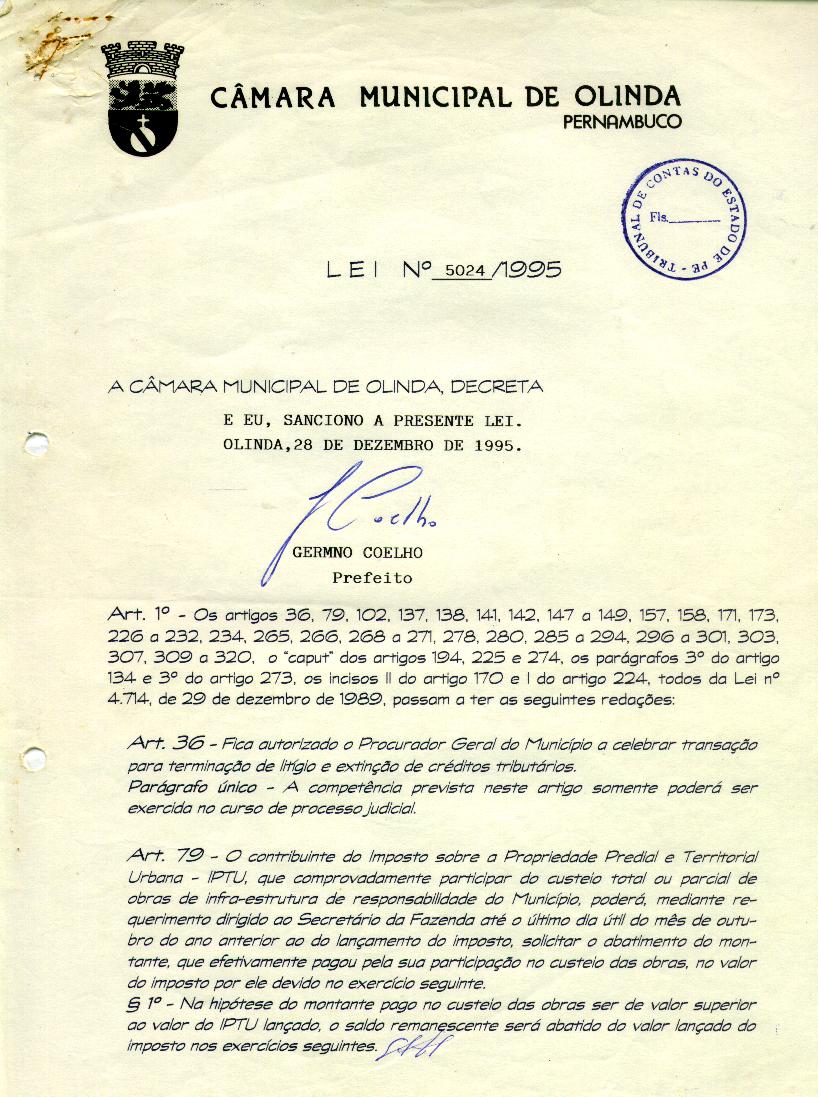 CÂMARA MUNICIPAL DE OLINDA
PERNAMBUCO
TRIBUNAL DE CONTAS DO ESTADO DE PE -
Fls.
LEI Nº 5024/1995
A CÂMARA MUNICIPAL DE OLINDA, DECRETA
E EU, SANCIONO A PRESENTE LEI.
OLINDA,28 DE DEZEMBRO DE 1995.
Coelho
GERMNO COELHO
Prefeito
Art. 1º - Os artigos 36, 79, 102, 137, 138, 141, 142, 147 a 149, 157, 158, 171, 173,
226 a 232, 234, 265, 266, 268 a 271, 278, 280, 285 a 294, 296 a 301, 303,
307, 309 a 320, o "caput" dos artigos 194, 225 e 274, os parágrafos 3º do artigo
134 e 3º do artigo 273, os incisos II do artigo 170 e I do artigo 224, todos da Lei nº
4.714, de 29 de dezembro de 1989, passam a ter as seguintes redações:
Art. 36 - Fica autorizado o Procurador Geral do Município a celebrar transação
para terminação de litígio e extinção de créditos tributários.
Parágrafo único - A competência prevista neste artigo somente poderá ser
exercida no curso de processo judicial.
Art. 79 - O contribuinte do Imposto sobre a Propriedade Predial e Territorial
Urbana - IPTU, que comprovadamente participar do custeio total ou parcial de
obras de infra-estrutura de responsabilidade do Município, poderá, mediante re-
querimento dirigido ao Secretário da Fazenda até o último dia útil do mês de outu-
bro do ano anterior ao do lançamento do imposto, solicitar o abatimento do mon-
tante, que efetivamente pagou pela sua participação no custeio das obras, no valor
do imposto por ele devido no exercício seguinte.
§ 1º - Na hipótese do montante pago no custeio das obras ser de valor superior
ao valor do IPTU lançado, o saldo remanescente será abatido do valor lançado do
imposto nos exercícios seguintes.